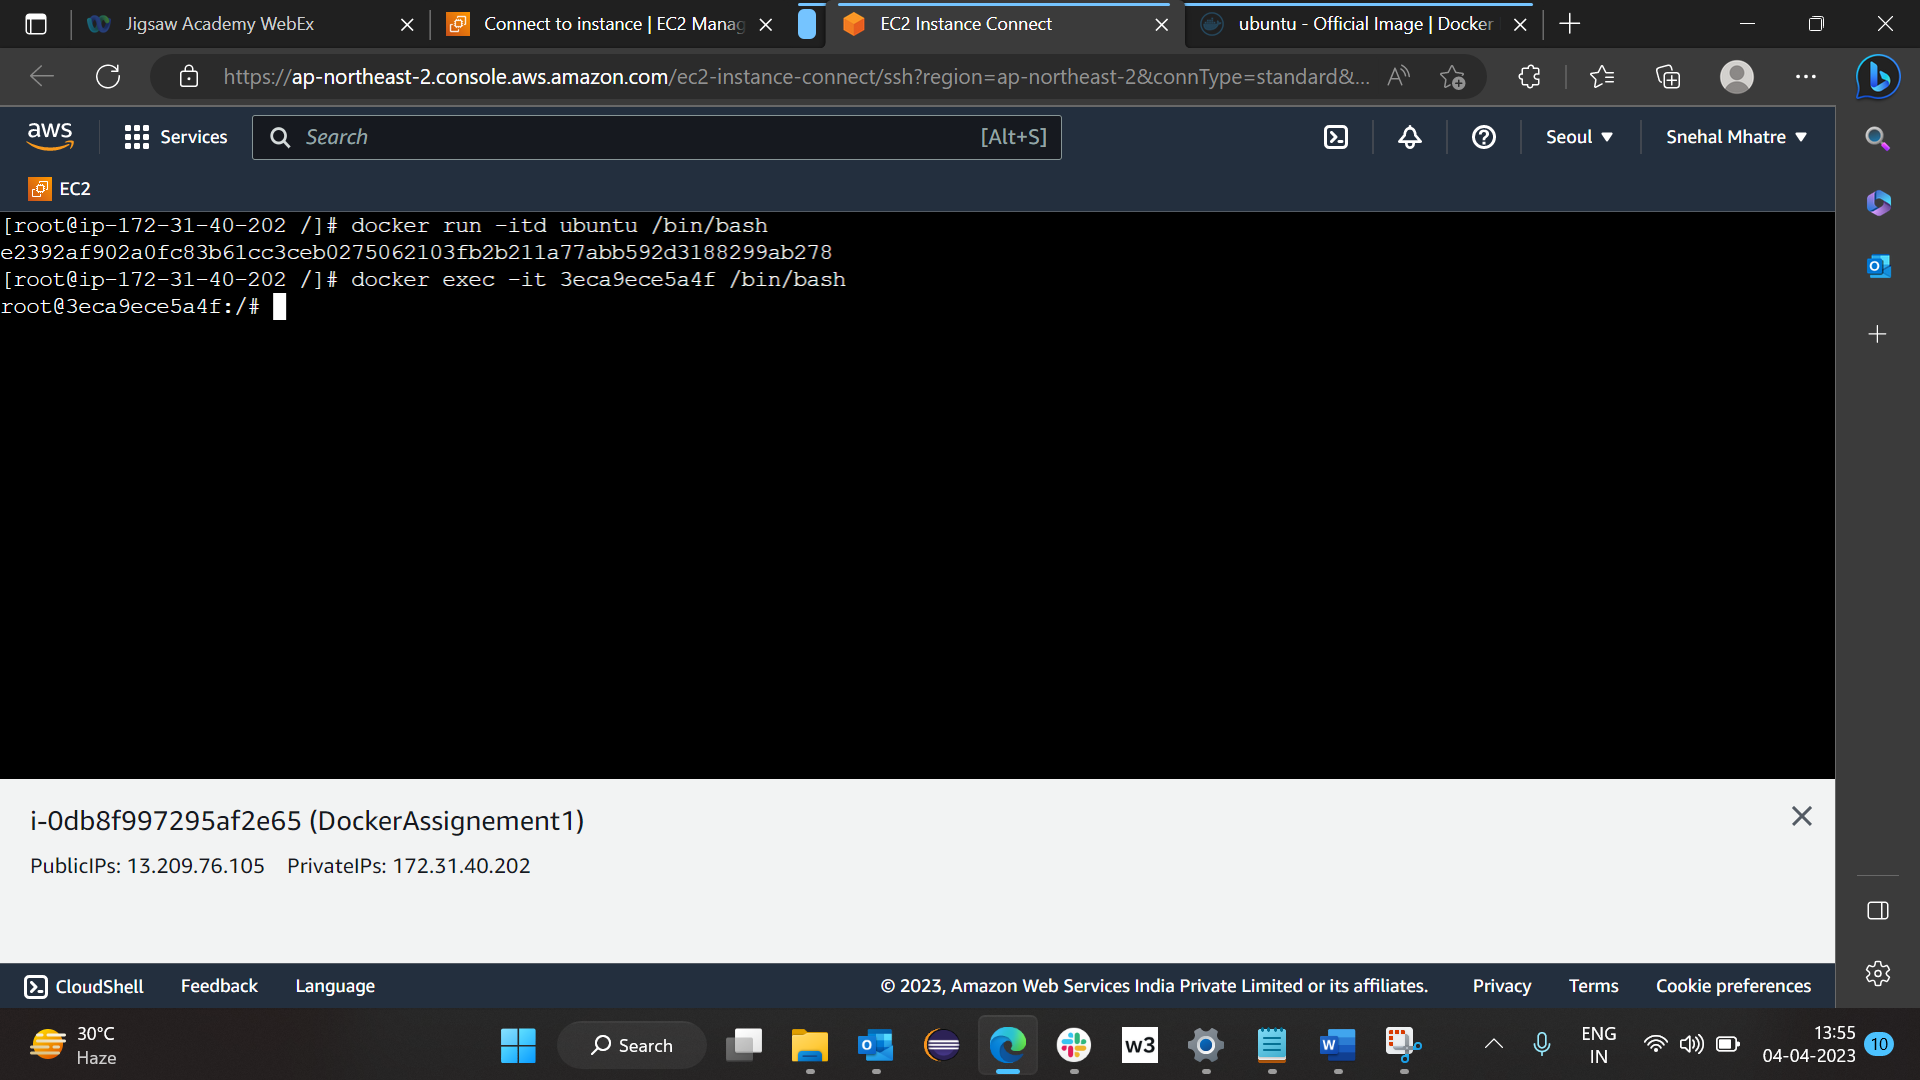 Jigsaw Academy WebEx
Connect to instance | EC2 Manag
EC2 Instance Connect
ubuntu - Official Image | Docker
https://ap-northeast-2.console.aws.amazon.com/ec2-instance-connect/ssh?region=ap-northeast-2&connType=standard&...
aws
Services
Search
[Alt+S]
Seoul
Snehal Mhatre
EC2
[root@ip-172-31-40-202 /]# docker run -itd ubuntu /bin/bash
e2392af902a0fc83b61cc3ceb0275062103fb2b211a77abb592d3188299ab278
[root@ip-172-31-40-202 /]# docker exec -it 3eca9ece5a4f /bin/bash
root@3eca9ece5a4f:/#
i-0db8f997295af2e65 (DockerAssignement1)
PublicIPs: 13.209.76.105 PrivateIPs: 172.31.40.202
CloudShell
Feedback
Language
© 2023, Amazon Web Services India Private Limited or its affiliates.
Privacy
Terms
Cookie preferences
30°C
Haze
Search
w3
ENG
IN
13:55
04-04-2023
10